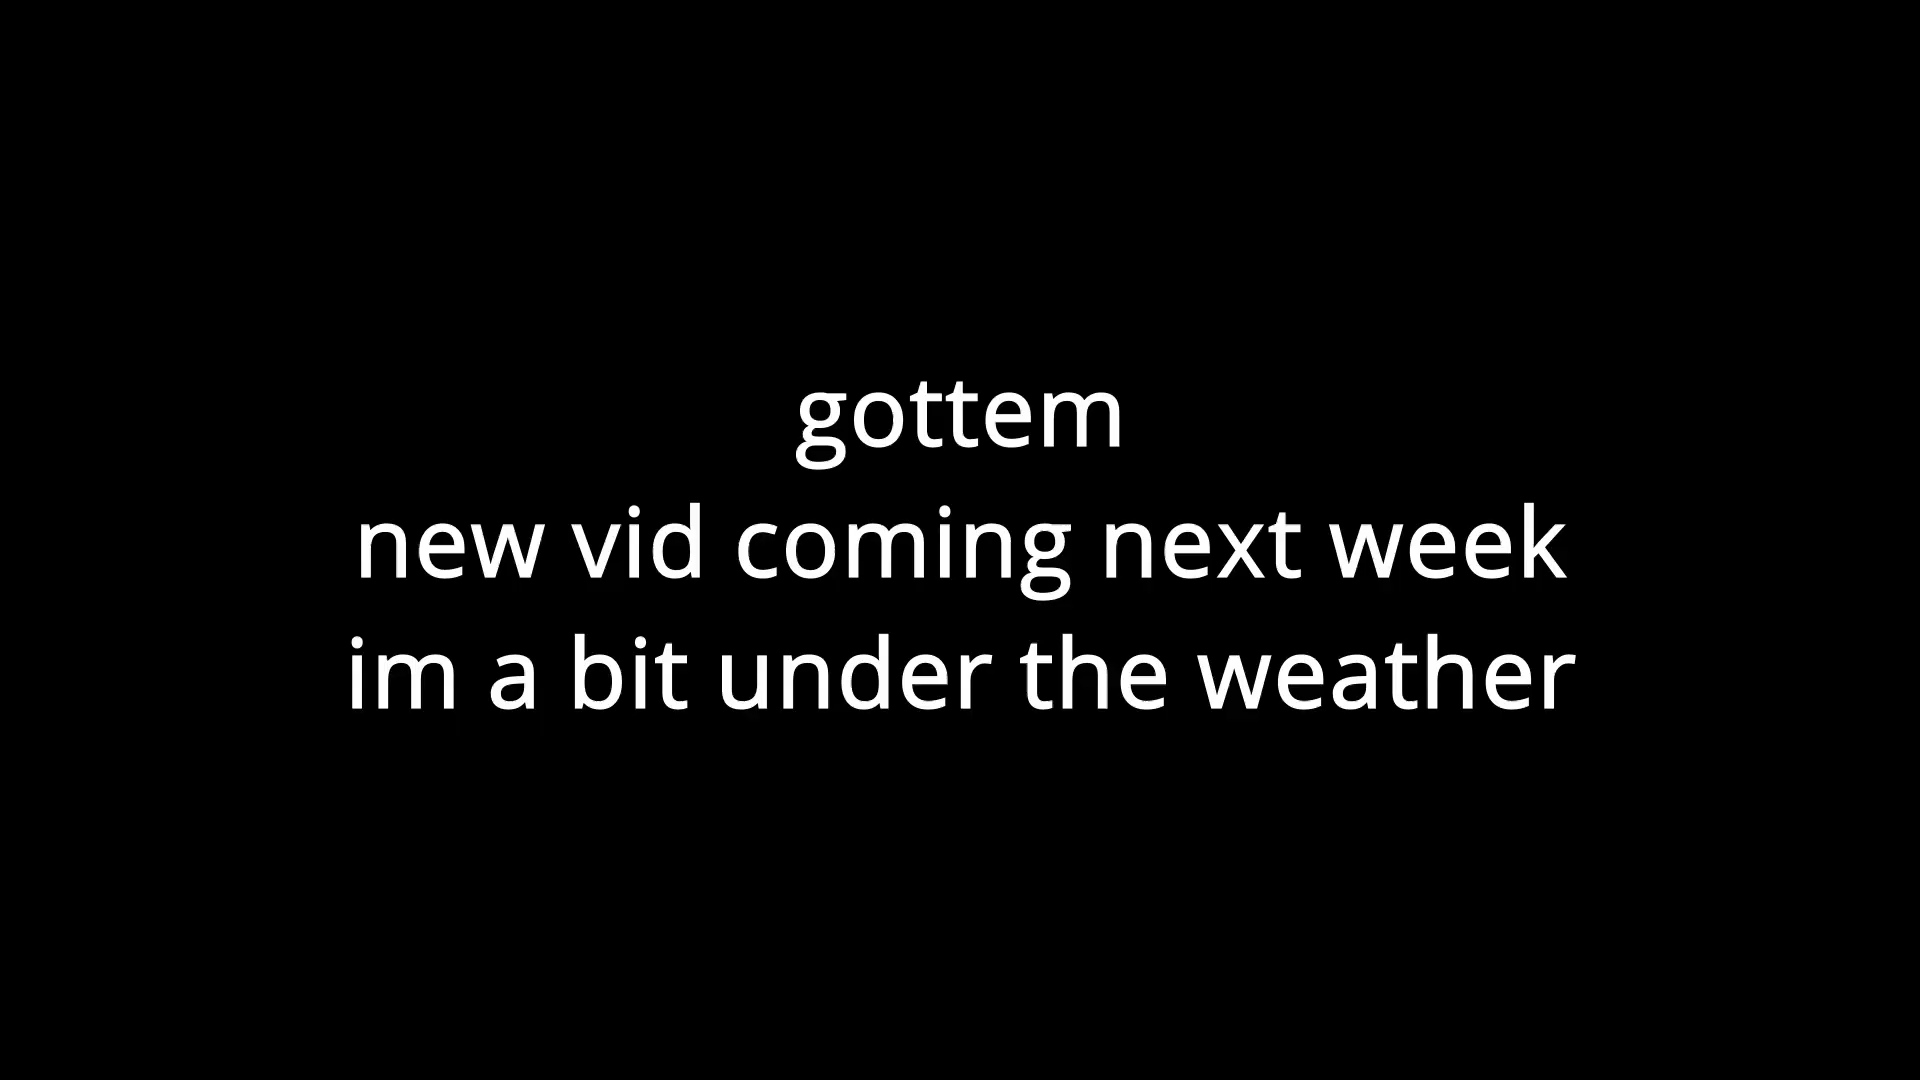 gottem
new vid coming next week
im a bit under the weather